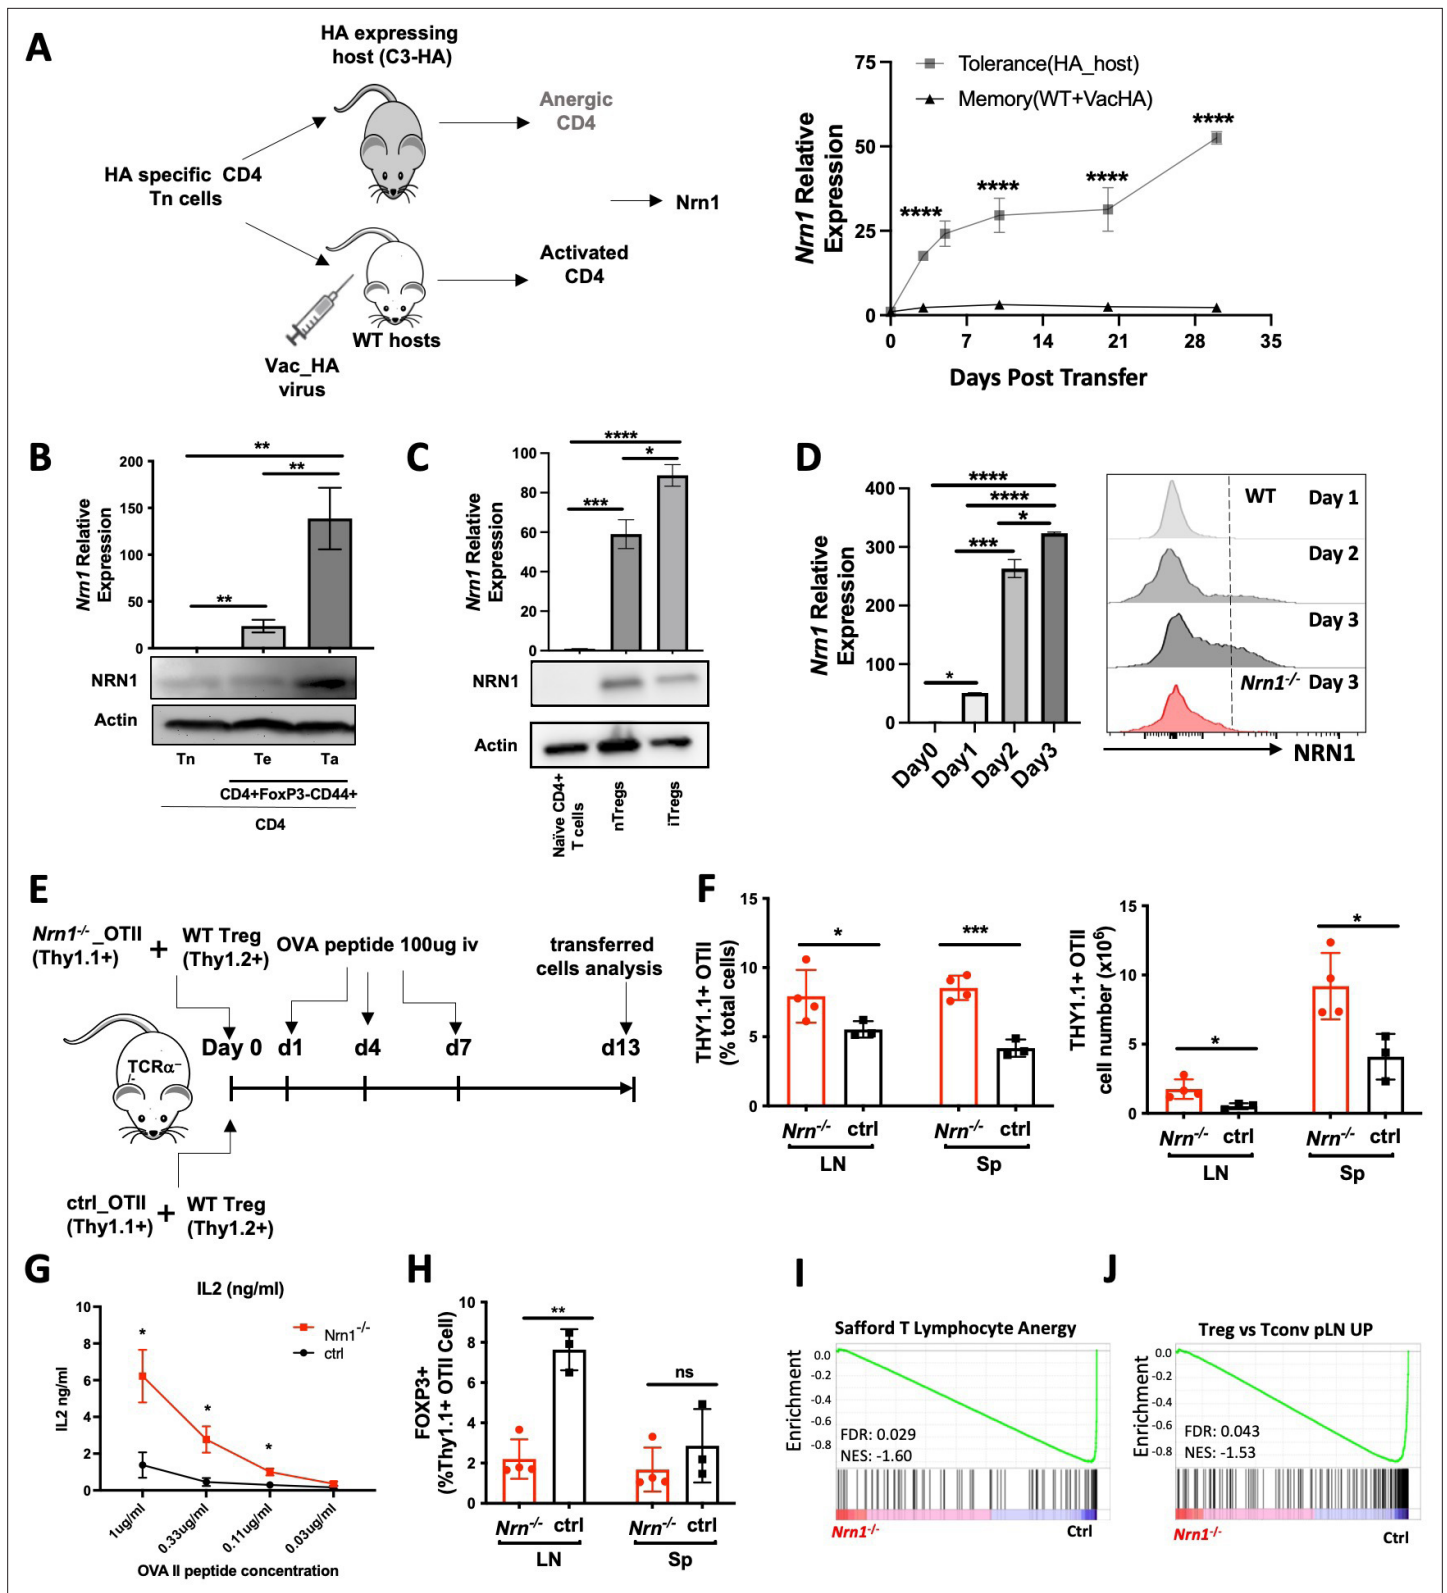 A
HA expressing
host (C3-HA)
Anergic
CD4
HA specific CD4
Tn cells
Nrn1
Activated
CD4
WT hosts
Vac_HA
virus
Nrn1 Relative
Expression
75
50
25
0
Tolerance(HA_host)
Memory(WT+VacHA)
****
****
****
****
0 7 14 21 28 35
Days Post Transfer
B
Nrn1 Relative
Expression
200
150
100
50
0
**
**
**
NRN1
Actin
Tn Te Ta
CD4+FoxP3-CD44+
CD4
C
Nrn1 Relative
Expression
100
80
60
40
20
0
****
*
***
NRN1
Actin
Naïve CD4+
T cells
nTregs
iTregs
D
Nrn1 Relative
Expression
400
300
200
100
0
****
****
*
***
*
Day0
Day1
Day2
Day3
WT Day 1
Day 2
Day 3
Nrn1-/- Day 3
NRN1
E
Nrn1-/-_OTII
(Thy1.1+)
+
WT Treg
(Thy1.2+)
OVA peptide 100ug iv
transferred
cells analysis
TCRα-
/-
Day 0 d1 d4 d7 d13
ctrl_OTII
(Thy1.1+)
+
WT Treg
(Thy1.2+)
F
THY1.1+ OTII
(% total cells)
15
10
5
0
* ***
Nrn-/- ctrl Nrn-/- ctrl
LN Sp
THY1.1+ OTII
cell number (x10⁶)
15
10
5
0
*
*
Nrn-/- ctrl Nrn-/- ctrl
LN Sp
G
IL2 (ng/ml)
IL2 ng/ml
10
8
6
4
2
0
Nrn1-/-
ctrl
*
*
*
1ug/ml
0.33ug/ml
0.11ug/ml
0.03ug/ml
OVA II peptide concentration
H
FOXP3+
(%Thy1.1+ OTII Cell)
10
8
6
4
2
0
**
ns
Nrn-/- ctrl Nrn-/- ctrl
LN Sp
I
Safford T Lymphocyte Anergy
Enrichment
0.0
-0.2
-0.4
-0.6
-0.8
FDR: 0.029
NES: -1.60
Nrn1-/-
Ctrl
J
Treg vs Tconv pLN UP
Enrichment
0.0
-0.2
-0.4
-0.6
-0.8
FDR: 0.043
NES: -1.53
Nrn1-/-
Ctrl